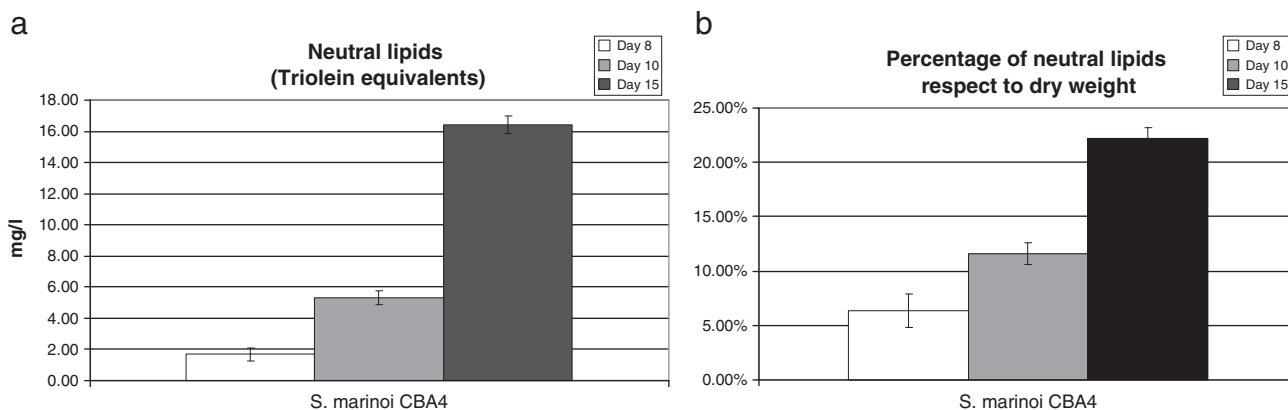 a
Neutral lipids
(Triolein equivalents)
Day 8
Day 10
Day 15
18.00
16.00
14.00
12.00
10.00
8.00
6.00
4.00
2.00
0.00
mg/l
S. marinoi CBA4
b
Percentage of neutral lipids
respect to dry weight
Day 8
Day 10
Day 15
25.00%
20.00%
15.00%
10.00%
5.00%
0.00%
S. marinoi CBA4